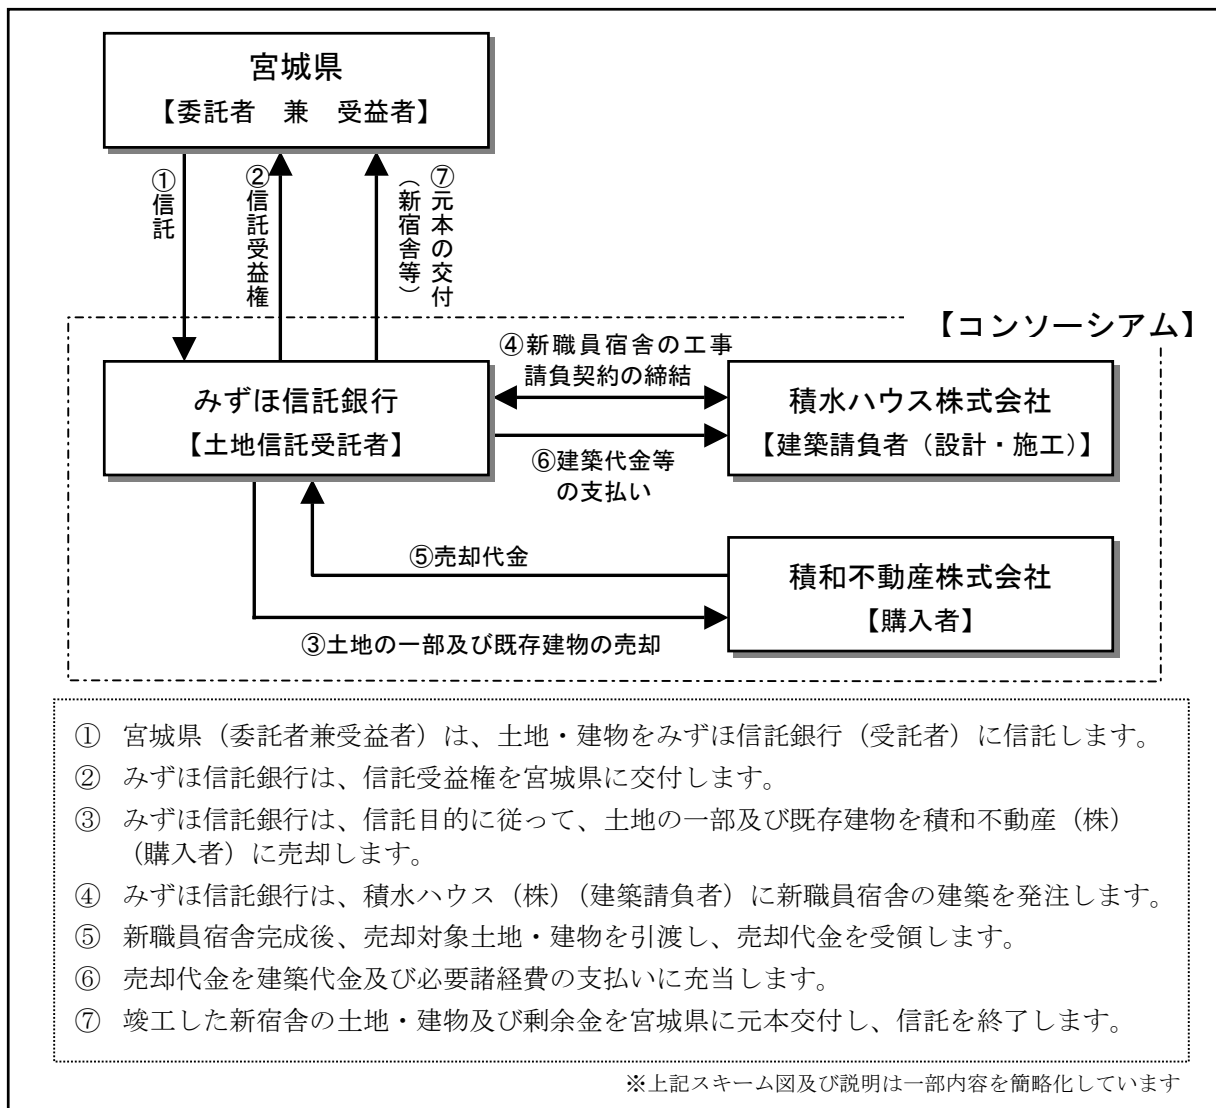 宮城県
【委託者　兼　受益者】
①信託
②信託受益権
⑦元本の交付
（新宿舎等）
【コンソーシアム】
みずほ信託銀行
【土地信託受託者】
④新職員宿舎の工事
請負契約の締結
積水ハウス株式会社
【建築請負者（設計・施工）】
⑥建築代金等
の支払い
⑤売却代金
積和不動産株式会社
【購入者】
③土地の一部及び既存建物の売却
①　宮城県（委託者兼受益者）は、土地・建物をみずほ信託銀行（受託者）に信託します。
②　みずほ信託銀行は、信託受益権を宮城県に交付します。
③　みずほ信託銀行は、信託目的に従って、土地の一部及び既存建物を積和不動産（株）
（購入者）に売却します。
④　みずほ信託銀行は、積水ハウス（株）（建築請負者）に新職員宿舎の建築を発注します。
⑤　新職員宿舎完成後、売却対象土地・建物を引渡し、売却代金を受領します。
⑥　売却代金を建築代金及び必要諸経費の支払いに充当します。
⑦　竣工した新宿舎の土地・建物及び剰余金を宮城県に元本交付し、信託を終了します。
※上記スキーム図及び説明は一部内容を簡略化しています